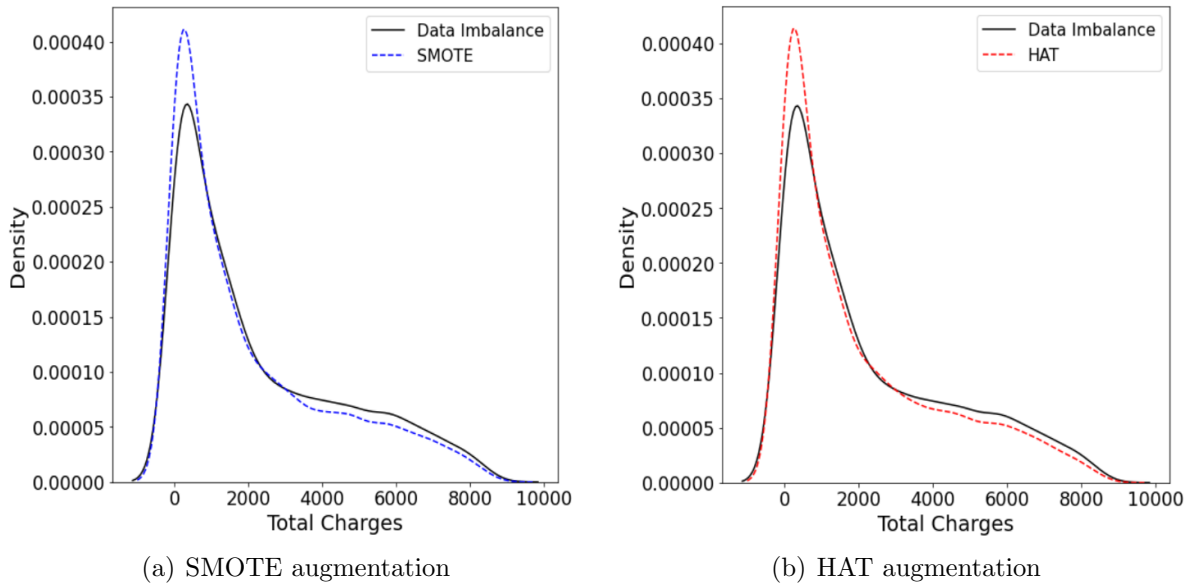 Data Imbalance
SMOTE
0.00040
0.00035
0.00030
0.00025
0.00020
0.00015
0.00010
0.00005
0.00000
Density
0 2000 4000 6000 8000 10000
Total Charges
(a) SMOTE augmentation
Data Imbalance
HAT
0.00040
0.00035
0.00030
0.00025
0.00020
0.00015
0.00010
0.00005
0.00000
Density
0 2000 4000 6000 8000 10000
Total Charges
(b) HAT augmentation